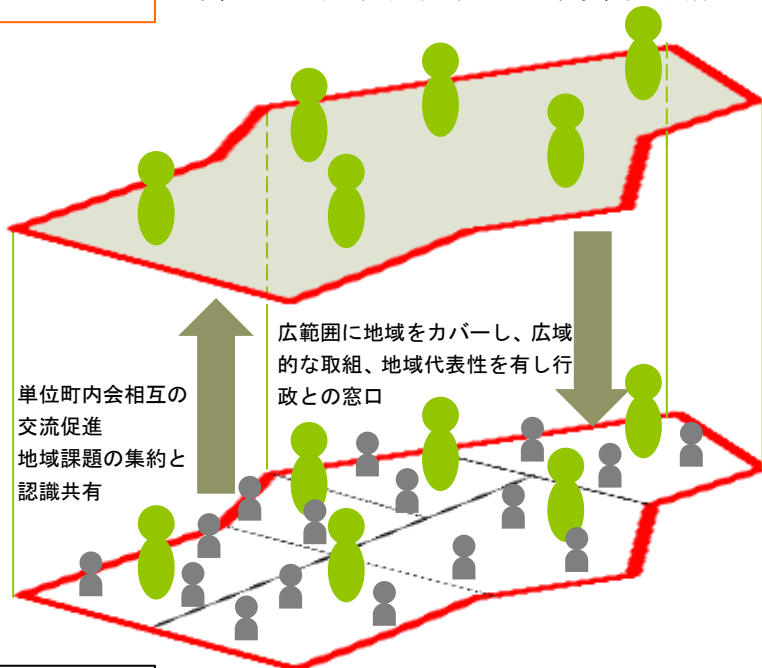 広範囲に地域をカバーし、広域
的な取組、地域代表性を有し行
政との窓口
単位町内会相互の
交流促進
地域課題の集約と
認識共有